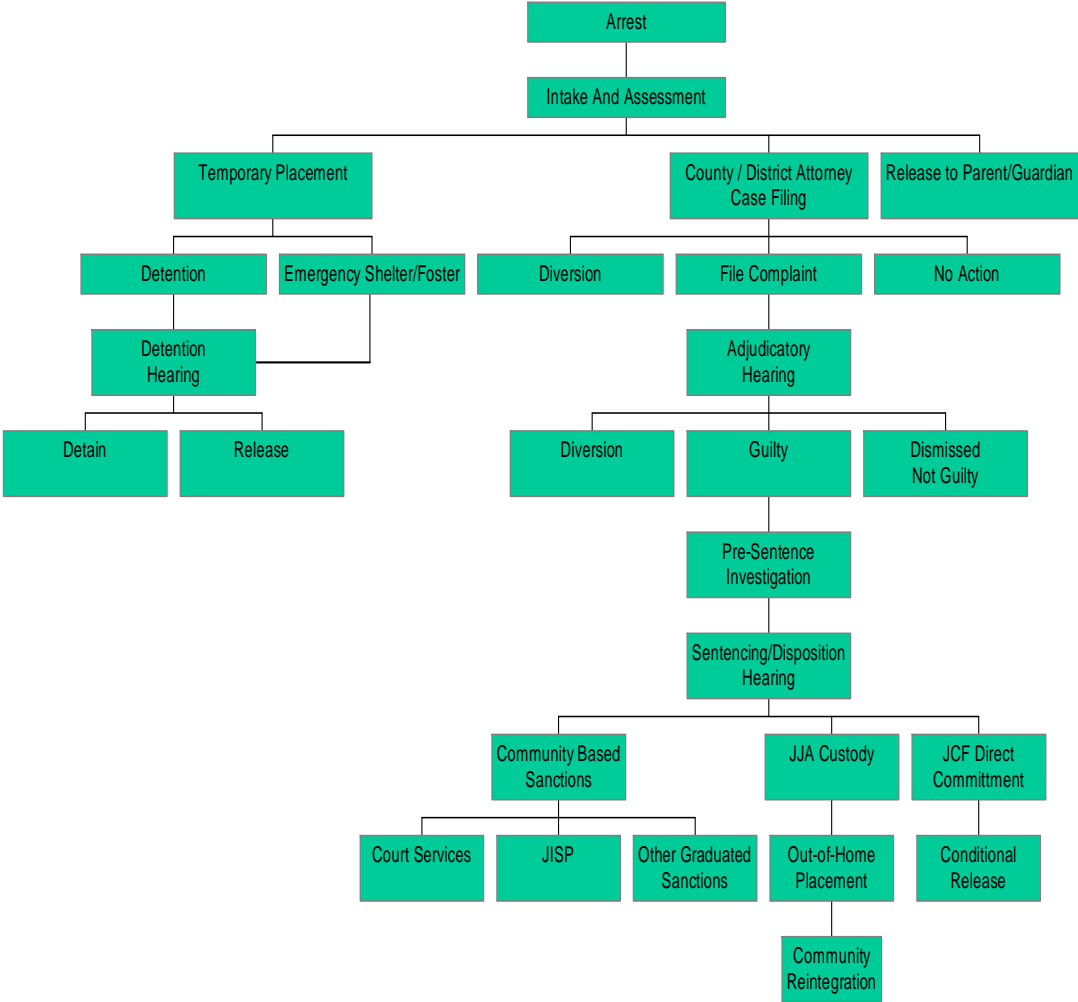 Arrest
Intake And Assessment
Temporary Placement
County / District Attorney
Case Filing
Release to Parent/Guardian
Detention
Emergency Shelter/Foster
Diversion
File Complaint
No Action
Detention
Hearing
Adjudicatory
Hearing
Detain
Release
Diversion
Guilty
Dismissed
Not Guilty
Pre-Sentence
Investigation
Sentencing/Disposition
Hearing
Community Based
Sanctions
JJA Custody
JCF Direct
Committment
Court Services
JISP
Other Graduated
Sanctions
Out-of-Home
Placement
Conditional
Release
Community
Reintegration